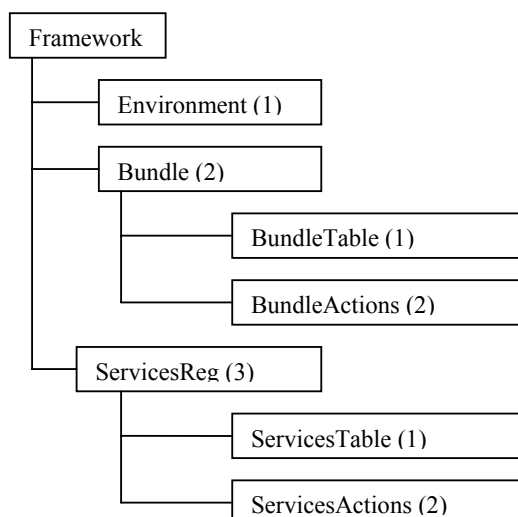 Framework
Environment (1)
Bundle (2)
BundleTable (1)
BundleActions (2)
ServicesReg (3)
ServicesTable (1)
ServicesActions (2)